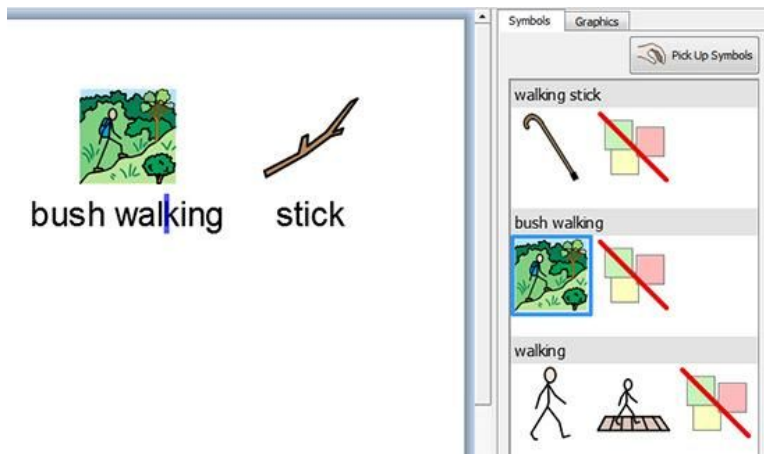 bush walking stick
Symbols Graphics
Pick Up Symbols
walking stick
bush walking
walking